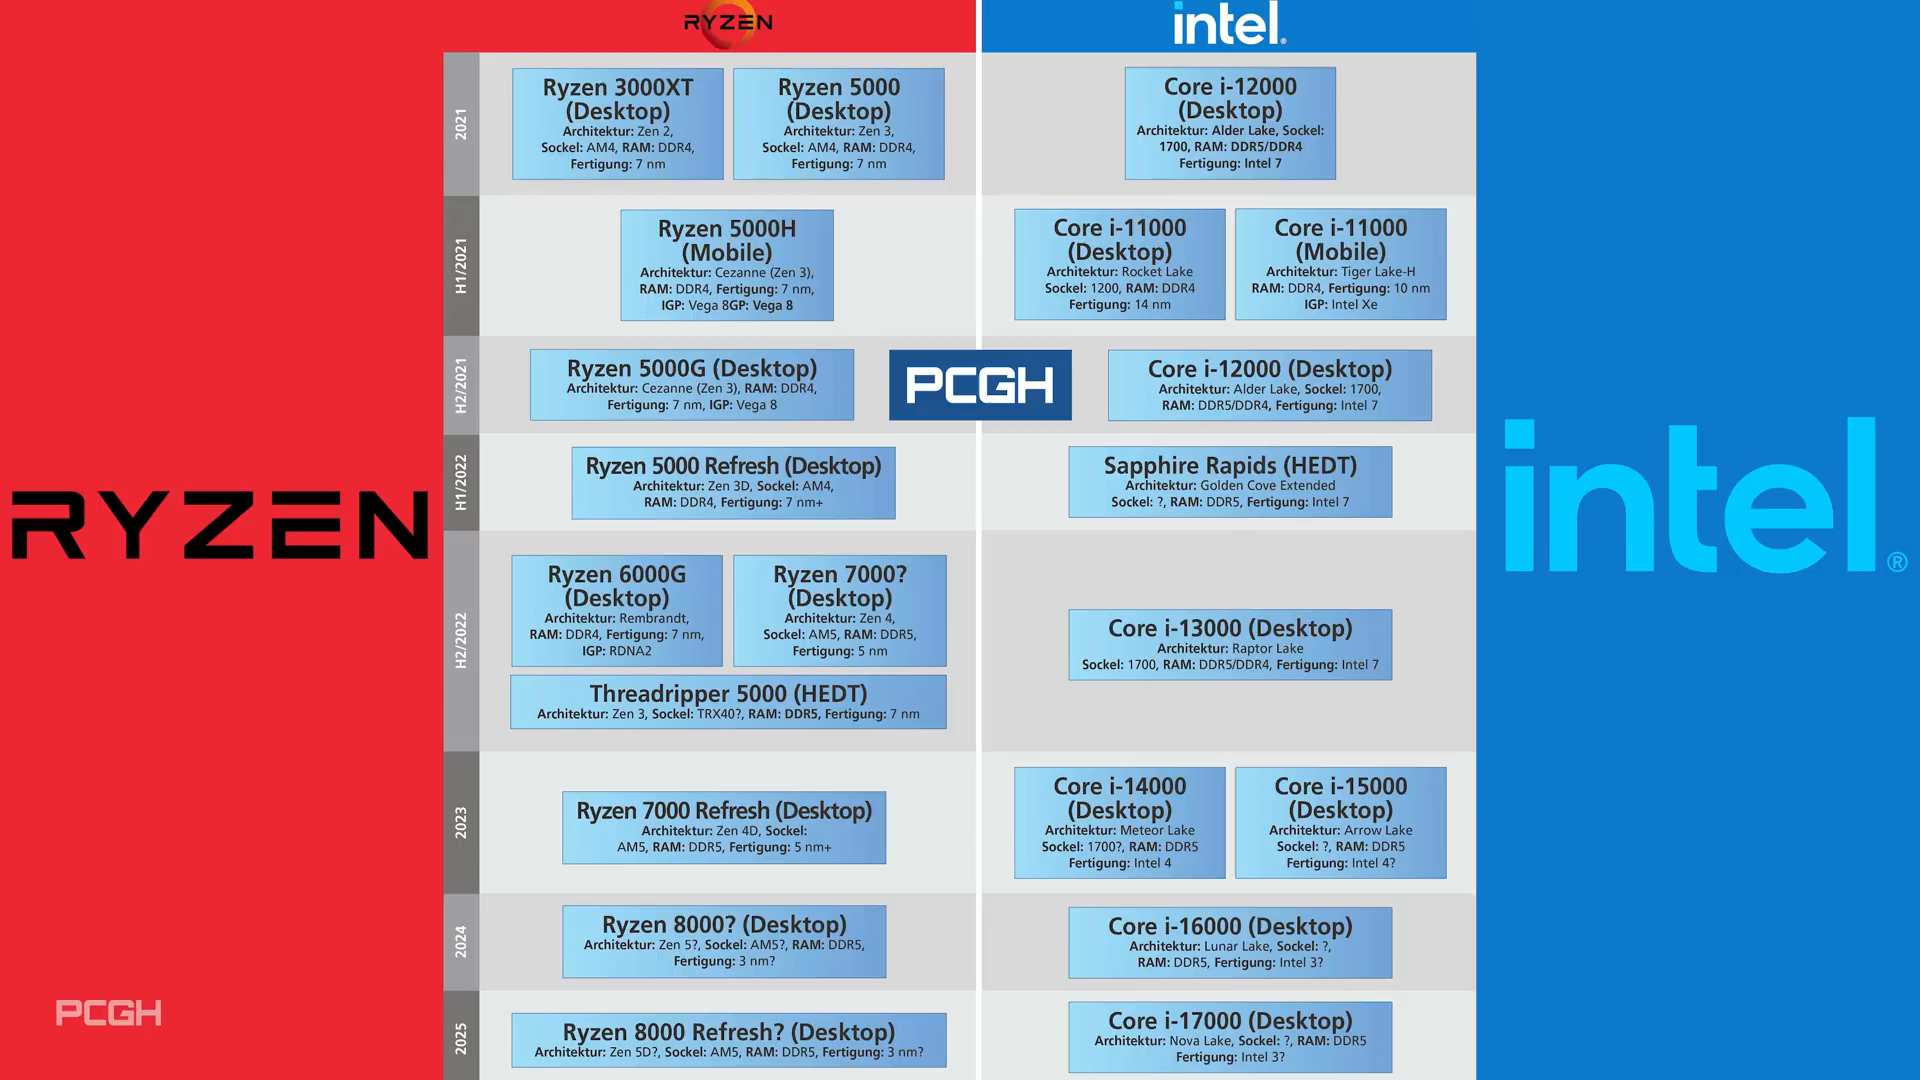 RYZEN
intel®
2021
Ryzen 3000XT
(Desktop)
Architektur: Zen 2,
Sockel: AM4, RAM: DDR4,
Fertigung: 7 nm
Ryzen 5000
(Desktop)
Architektur: Zen 3,
Sockel: AM4, RAM: DDR4,
Fertigung: 7 nm
Core i-12000
(Desktop)
Architektur: Alder Lake, Sockel:
1700, RAM: DDR5/DDR4
Fertigung: Intel 7
H1/2021
Ryzen 5000H
(Mobile)
Architektur: Cezanne (Zen 3),
RAM: DDR4, Fertigung: 7 nm,
IGP: Vega 8GP: Vega 8
Core i-11000
(Desktop)
Architektur: Rocket Lake
Sockel: 1200, RAM: DDR4
Fertigung: 14 nm
Core i-11000
(Mobile)
Architektur: Tiger Lake-H
RAM: DDR4, Fertigung: 10 nm
IGP: Intel Xe
H2/2021
Ryzen 5000G (Desktop)
Architektur: Cezanne (Zen 3), RAM: DDR4,
Fertigung: 7 nm, IGP: Vega 8
PCGH
Core i-12000 (Desktop)
Architektur: Alder Lake, Sockel: 1700,
RAM: DDR5/DDR4, Fertigung: Intel 7
H1/2022
Ryzen 5000 Refresh (Desktop)
Architektur: Zen 3D, Sockel: AM4,
RAM: DDR4, Fertigung: 7 nm+
Sapphire Rapids (HEDT)
Architektur: Golden Cove Extended
Sockel: ?, RAM: DDR5, Fertigung: Intel 7
RYZEN
intel®
H2/2022
Ryzen 6000G
(Desktop)
Architektur: Rembrandt,
RAM: DDR4, Fertigung: 7 nm,
IGP: RDNA2
Ryzen 7000?
(Desktop)
Architektur: Zen 4,
Sockel: AM5, RAM: DDR5,
Fertigung: 5 nm
Threadripper 5000 (HEDT)
Architektur: Zen 3, Sockel: TRX40?, RAM: DDR5, Fertigung: 7 nm
Core i-13000 (Desktop)
Architektur: Raptor Lake
Sockel: 1700, RAM: DDR5/DDR4, Fertigung: Intel 7
2023
Ryzen 7000 Refresh (Desktop)
Architektur: Zen 4D, Sockel:
AM5, RAM: DDR5, Fertigung: 5 nm+
Core i-14000
(Desktop)
Architektur: Meteor Lake
Sockel: 1700?, RAM: DDR5
Fertigung: Intel 4
Core i-15000
(Desktop)
Architektur: Arrow Lake
Sockel: ?, RAM: DDR5
Fertigung: Intel 4?
2024
Ryzen 8000? (Desktop)
Architektur: Zen 5?, Sockel: AM5?, RAM: DDR5,
Fertigung: 3 nm?
Core i-16000 (Desktop)
Architektur: Lunar Lake, Sockel: ?,
RAM: DDR5, Fertigung: Intel 3?
PCGH
2025
Ryzen 8000 Refresh? (Desktop)
Architektur: Zen 5D?, Sockel: AM5, RAM: DDR5, Fertigung: 3 nm?
Core i-17000 (Desktop)
Architektur: Nova Lake, Sockel: ?, RAM: DDR5
Fertigung: Intel 3?